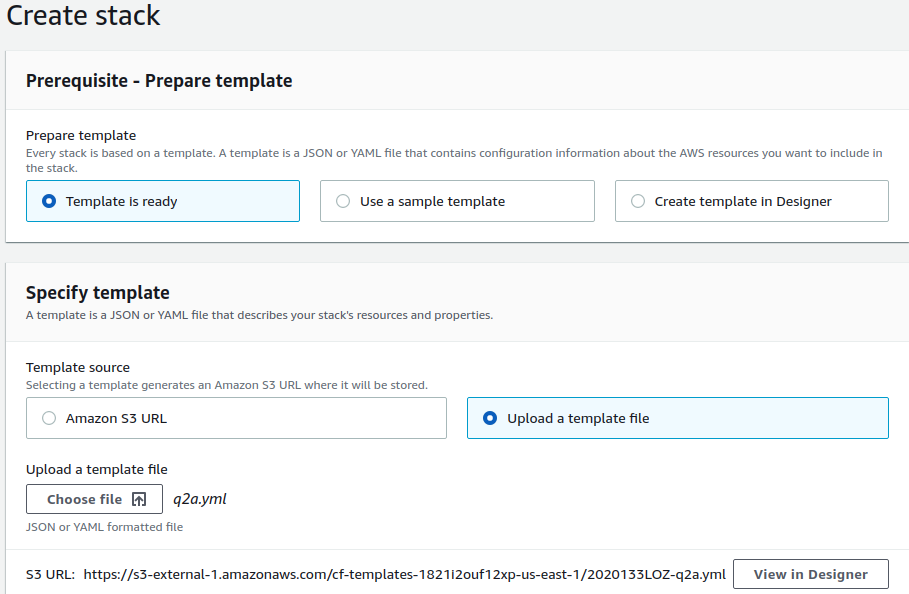 Create stack
Prerequisite - Prepare template
Prepare template
Every stack is based on a template. A template is a JSON or YAML file that contains configuration information about the AWS resources you want to include in
the stack.
Template is ready
Use a sample template
Create template in Designer
Specify template
A template is a JSON or YAML file that describes your stack's resources and properties.
Template source
Selecting a template generates an Amazon S3 URL where it will be stored.
Amazon S3 URL
Upload a template file
Upload a template file
Choose file
q2a.yml
JSON or YAML formatted file
S3 URL: https://s3-external-1.amazonaws.com/cf-templates-1821i2ouf12xp-us-east-1/2020133LOZ-q2a.yml
View in Designer